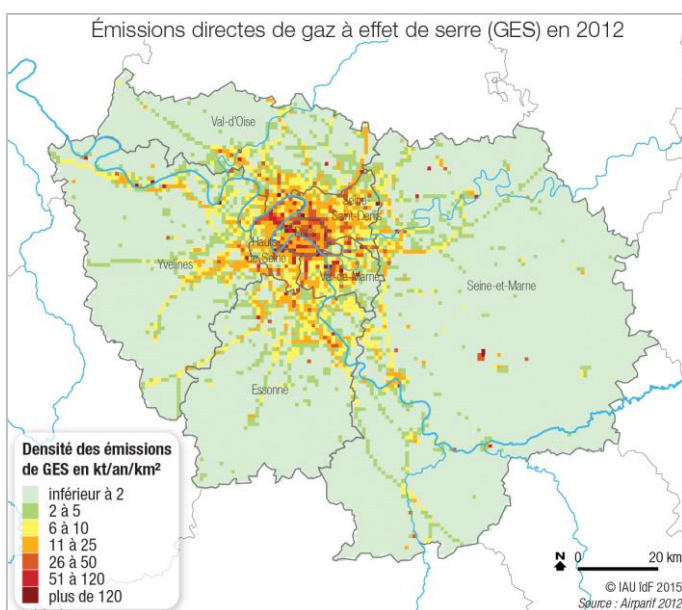 Émissions directes de gaz à effet de serre (GES) en 2012
Val-d'Oise
Seine-
Saint-Denis
Hauts-
de-Seine
Yvelines
Val-de-Marne
Seine-et-Marne
Essonne
Densité des émissions
de GES en kt/an/km²
inférieur à 2
2 à 5
6 à 10
11 à 25
26 à 50
51 à 120
plus de 120
N
0 20 km
© IAU îdF 2015
Source : Airparif 2012